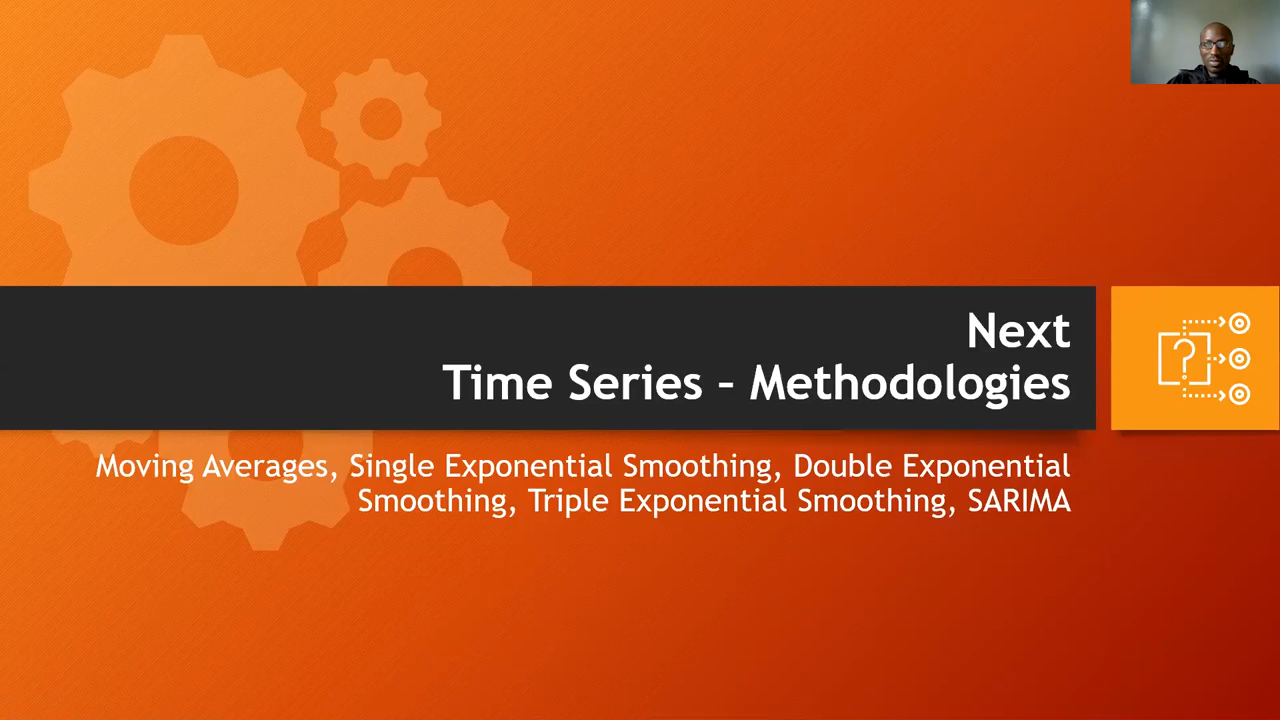 Next
Time Series – Methodologies
Moving Averages, Single Exponential Smoothing, Double Exponential
Smoothing, Triple Exponential Smoothing, SARIMA
?